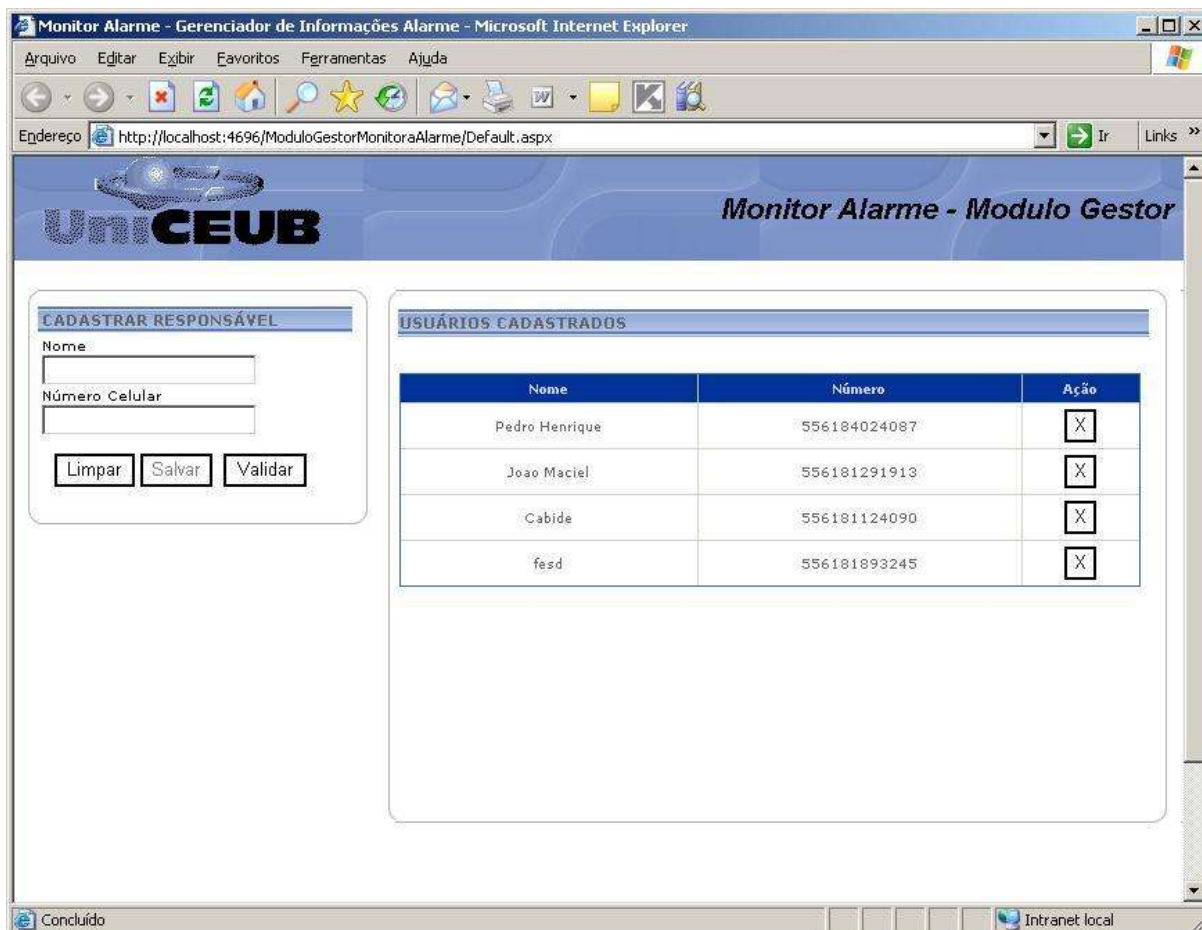 Monitor Alarme - Gerenciador de Informações Alarme - Microsoft Internet Explorer
Arquivo Editar Exibir Favoritos Ferramentas Ajuda
Endereço http://localhost:4696/ModuloGestorMonitoraAlarme/Default.aspx Ir Links »
UniCEUB
Monitor Alarme - Modulo Gestor
CADASTRAR RESPONSÁVEL
Nome
Número Celular
Limpar Salvar Validar
USUÁRIOS CADASTRADOS
Nome Número Ação
Pedro Henrique 556184024087 X
Joao Maciel 556181291913 X
Cabide 556181124090 X
fesd 556181893245 X
Concluído Intranet local